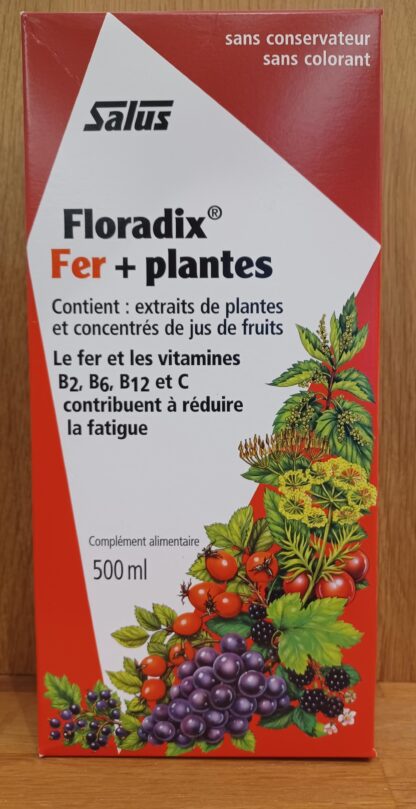 sans conservateur
sans colorant
Salus
Floradix®
Fer + plantes
Contient : extraits de plantes
et concentrés de jus de fruits
Le fer et les vitamines
B2, B6, B12 et C
contribuent à réduire
la fatigue
Complément alimentaire
500 ml